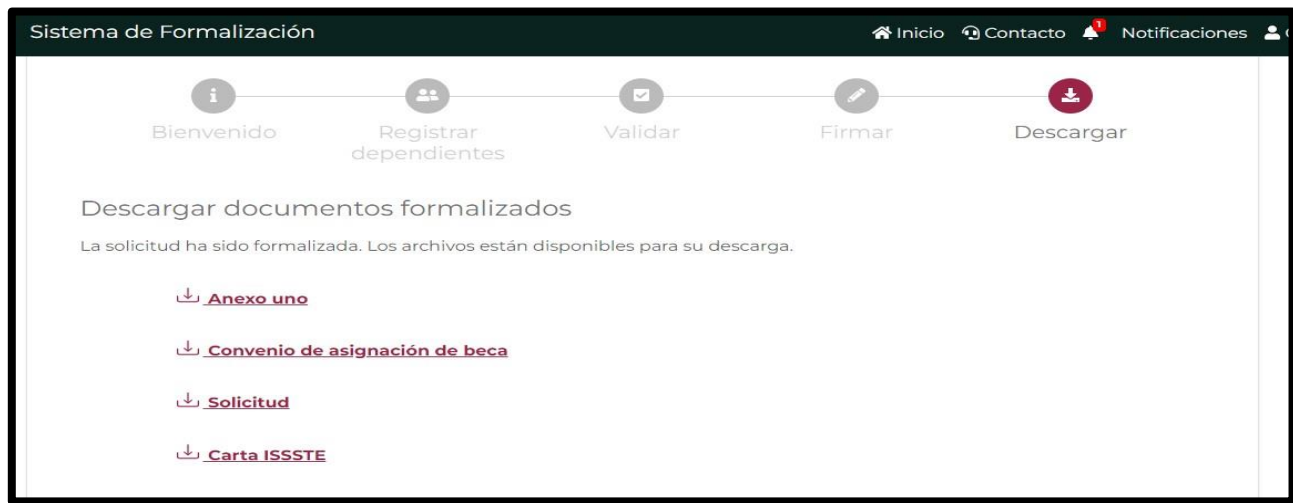 Sistema de Formalización
Inicio Contacto 1 Notificaciones
Bienvenido
Registrar
dependientes
Validar
Firmar
Descargar
Descargar documentos formalizados
La solicitud ha sido formalizada. Los archivos están disponibles para su descarga.
Anexo uno
Convenio de asignación de beca
Solicitud
Carta ISSSTE